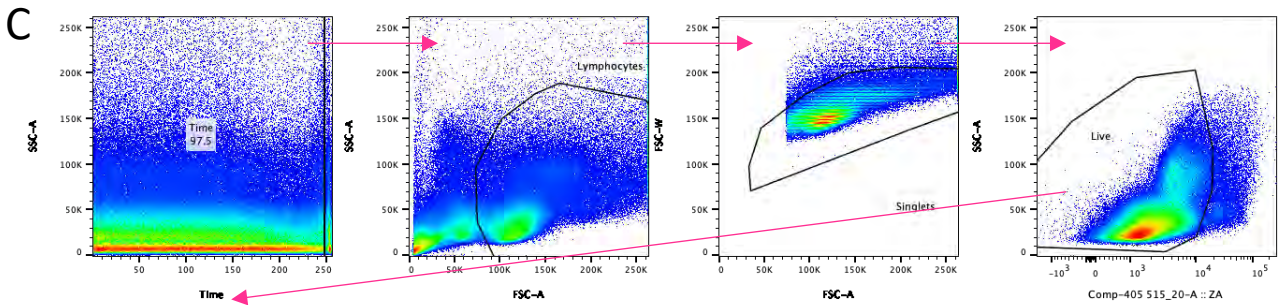 C
250K
200K
150K
100K
50K
0
SSC-A
Time
97.5
50
100
150
200
250
Time
250K
200K
150K
100K
50K
0
SSC-A
Lymphocytes
0
50K
100K
150K
200K
250K
FSC-A
250K
200K
150K
100K
50K
0
FSC-W
Singlets
0
50K
100K
150K
200K
250K
FSC-A
250K
200K
150K
100K
50K
0
SSC-A
Live
-10³
0
10³
10⁴
10⁵
Comp-405 515_20-A :: ZA